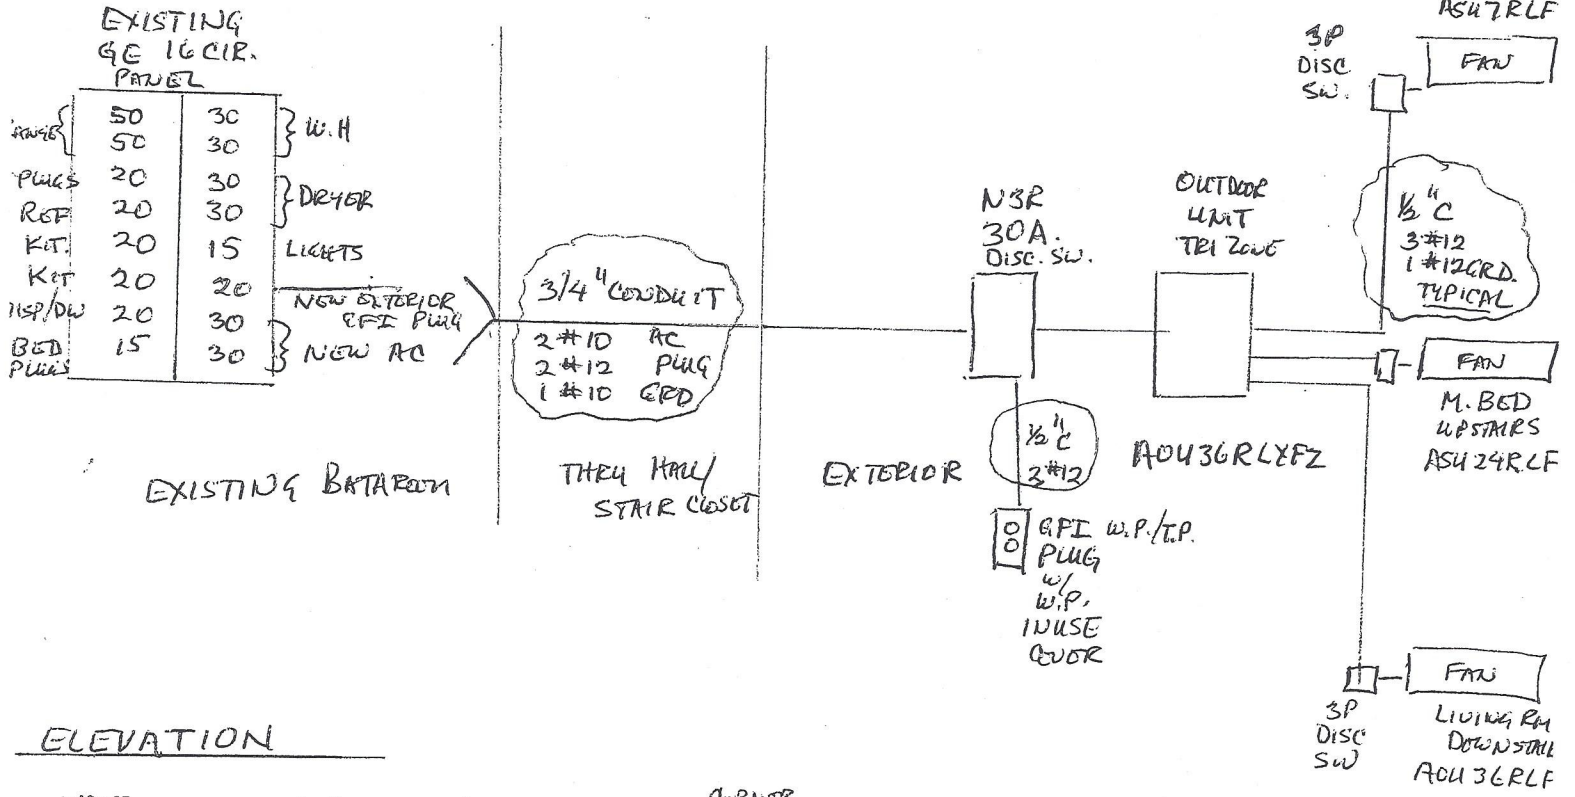 EXISTING
GE 16 CIR.
PANEL
50 30
ANGE W.H
50 30
PLUGS 20 30
DRYER
REF 20 30
KIT. 20 15 LIGHTS
KIT 20 20
NEW EXTERIOR
GFI PLUG
ISP/DW 20 30
NEW AC
BED 15 30
PLUGS
EXISTING BATHROOM
3/4" CONDUIT
2 #10 AC
2 #12 PLUG
1 #10 GRD
THRU HALL/
STAIR CLOSET
EXTERIOR
N3R
30A.
DISC. SW.
1/2" C
3 #12
GFI W.P./T.P.
PLUG
W/
W.P.
INUSE
COVER
OUTDOOR
UNIT
TRI ZONE
AOU36RLXFZ
ASU7RLF
3P
DISC
SW.
FAN
1/2" C
3 #12
1 #12 GRD.
TYPICAL
FAN
M. BED
UPSTAIRS
ASU24RLF
FAN
3P
DISC
SW
LIVING RM
DOWNSTAI
AOU36RLF
ELEVATION
CORNER